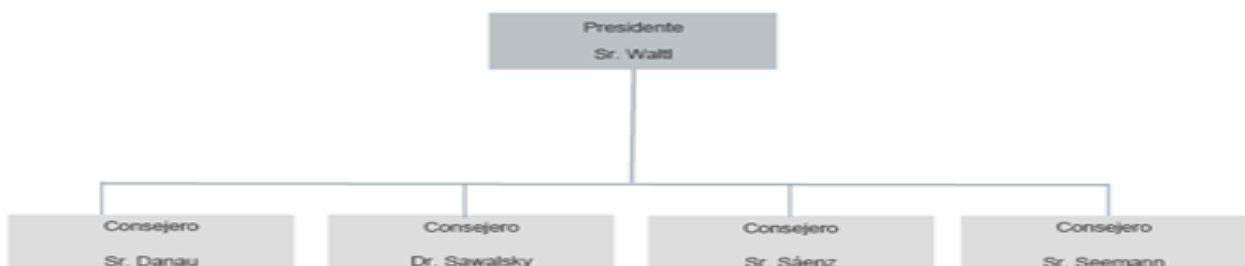 Presidente
Sr. Waltl
Consejero
Sr. Danau
Consejero
Dr. Sawalsky
Consejero
Sr. Sáenz
Consejero
Sr. Seemann